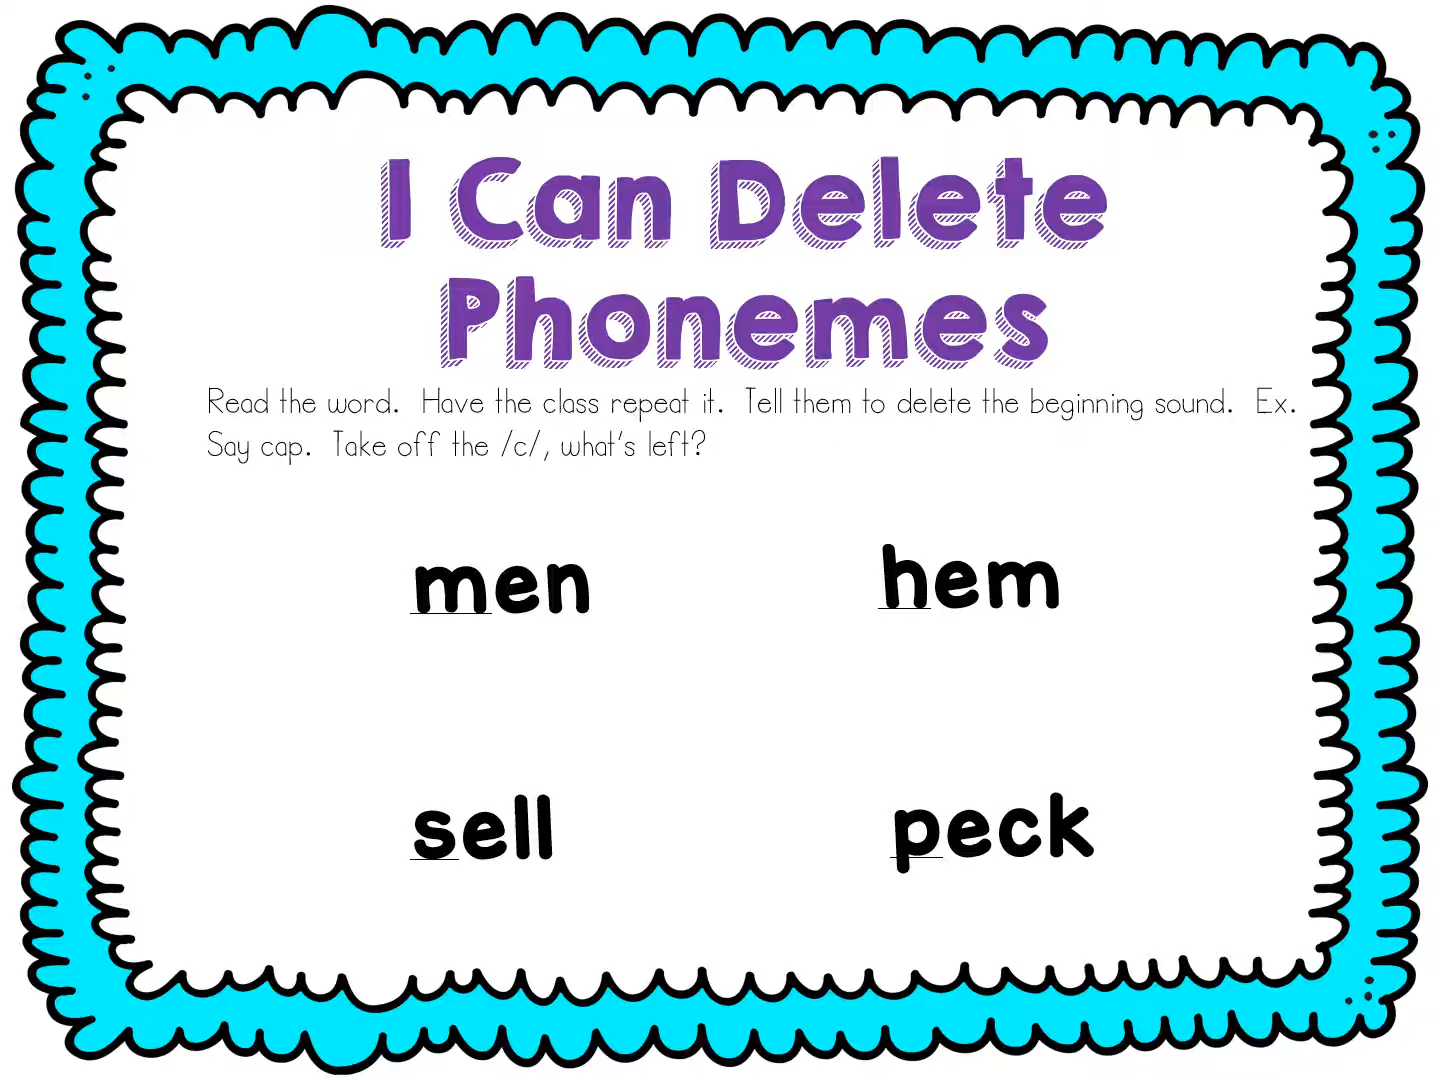 I Can Delete
Phonemes
Read the word.  Have the class repeat it.  Tell them to delete the beginning sound.  Ex.
Say cap.  Take off the /c/, what's left?
men hem
sell peck